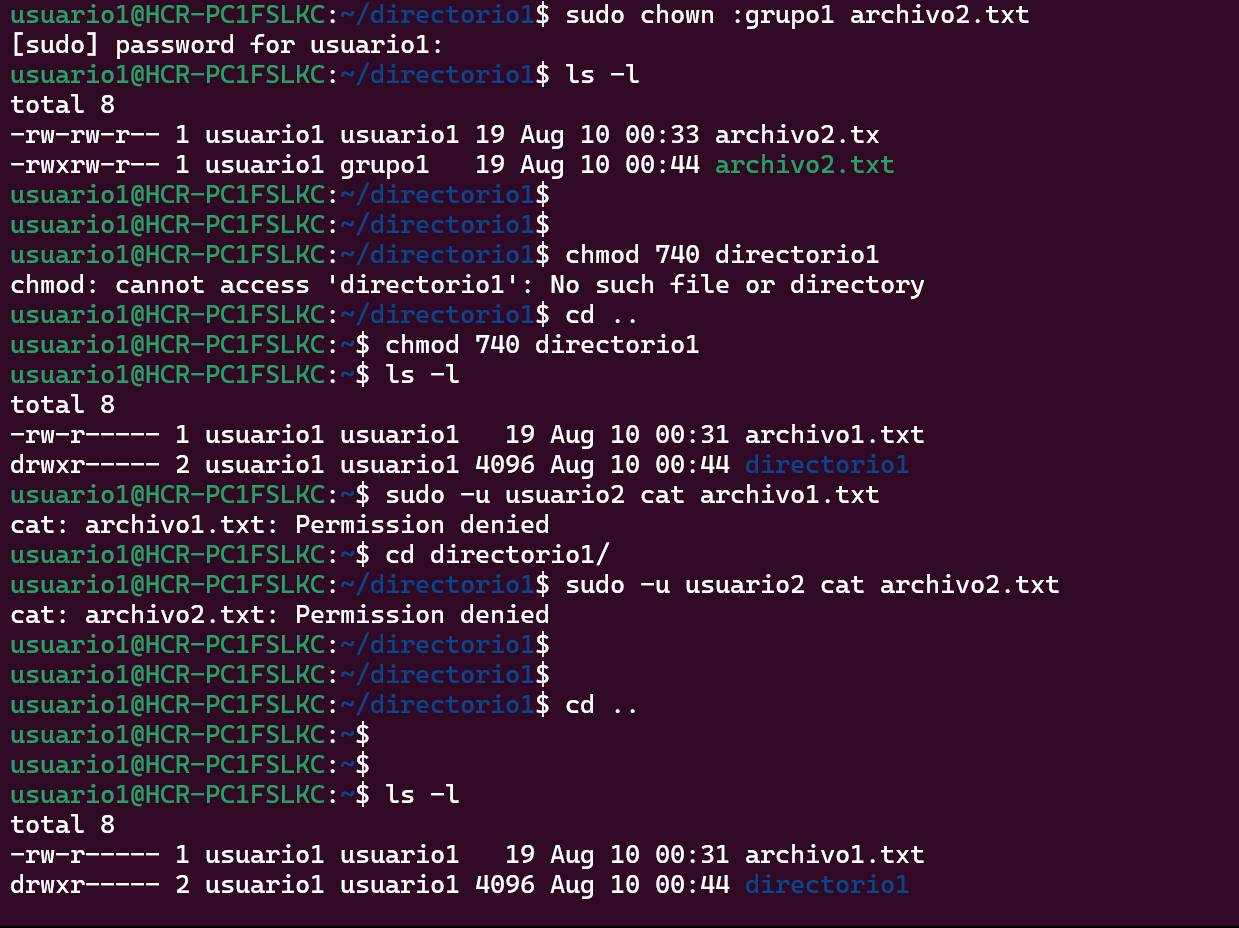 usuario1@HCR-PC1FSLKC:~/directorio1$ sudo chown :grupo1 archivo2.txt
[sudo] password for usuario1:
usuario1@HCR-PC1FSLKC:~/directorio1$ ls -l
total 8
-rw-rw-r-- 1 usuario1 usuario1 19 Aug 10 00:33 archivo2.tx
-rwxrw-r-- 1 usuario1 grupo1   19 Aug 10 00:44 archivo2.txt
usuario1@HCR-PC1FSLKC:~/directorio1$
usuario1@HCR-PC1FSLKC:~/directorio1$
usuario1@HCR-PC1FSLKC:~/directorio1$ chmod 740 directorio1
chmod: cannot access 'directorio1': No such file or directory
usuario1@HCR-PC1FSLKC:~/directorio1$ cd ..
usuario1@HCR-PC1FSLKC:~$ chmod 740 directorio1
usuario1@HCR-PC1FSLKC:~$ ls -l
total 8
-rw-r----- 1 usuario1 usuario1   19 Aug 10 00:31 archivo1.txt
drwxr----- 2 usuario1 usuario1 4096 Aug 10 00:44 directorio1
usuario1@HCR-PC1FSLKC:~$ sudo -u usuario2 cat archivo1.txt
cat: archivo1.txt: Permission denied
usuario1@HCR-PC1FSLKC:~$ cd directorio1/
usuario1@HCR-PC1FSLKC:~/directorio1$ sudo -u usuario2 cat archivo2.txt
cat: archivo2.txt: Permission denied
usuario1@HCR-PC1FSLKC:~/directorio1$
usuario1@HCR-PC1FSLKC:~/directorio1$
usuario1@HCR-PC1FSLKC:~/directorio1$ cd ..
usuario1@HCR-PC1FSLKC:~$
usuario1@HCR-PC1FSLKC:~$
usuario1@HCR-PC1FSLKC:~$ ls -l
total 8
-rw-r----- 1 usuario1 usuario1   19 Aug 10 00:31 archivo1.txt
drwxr----- 2 usuario1 usuario1 4096 Aug 10 00:44 directorio1